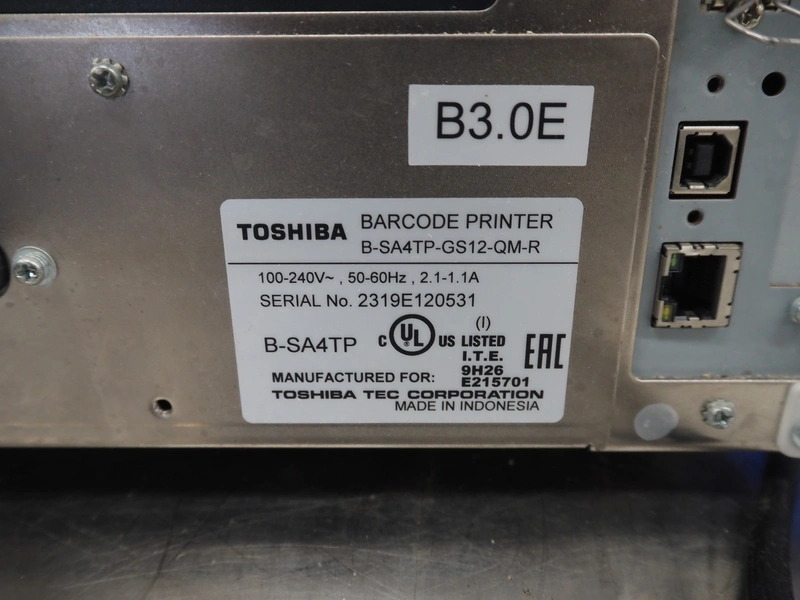 B3.0E
TOSHIBA BARCODE PRINTER
B-SA4TP-GS12-QM-R
100-240V~ , 50-60Hz , 2.1-1.1A
SERIAL No. 2319E120531
B-SA4TP C UL US LISTED (I)
I.T.E.
9H26
E215701
EAC
MANUFACTURED FOR:
TOSHIBA TEC CORPORATION
MADE IN INDONESIA